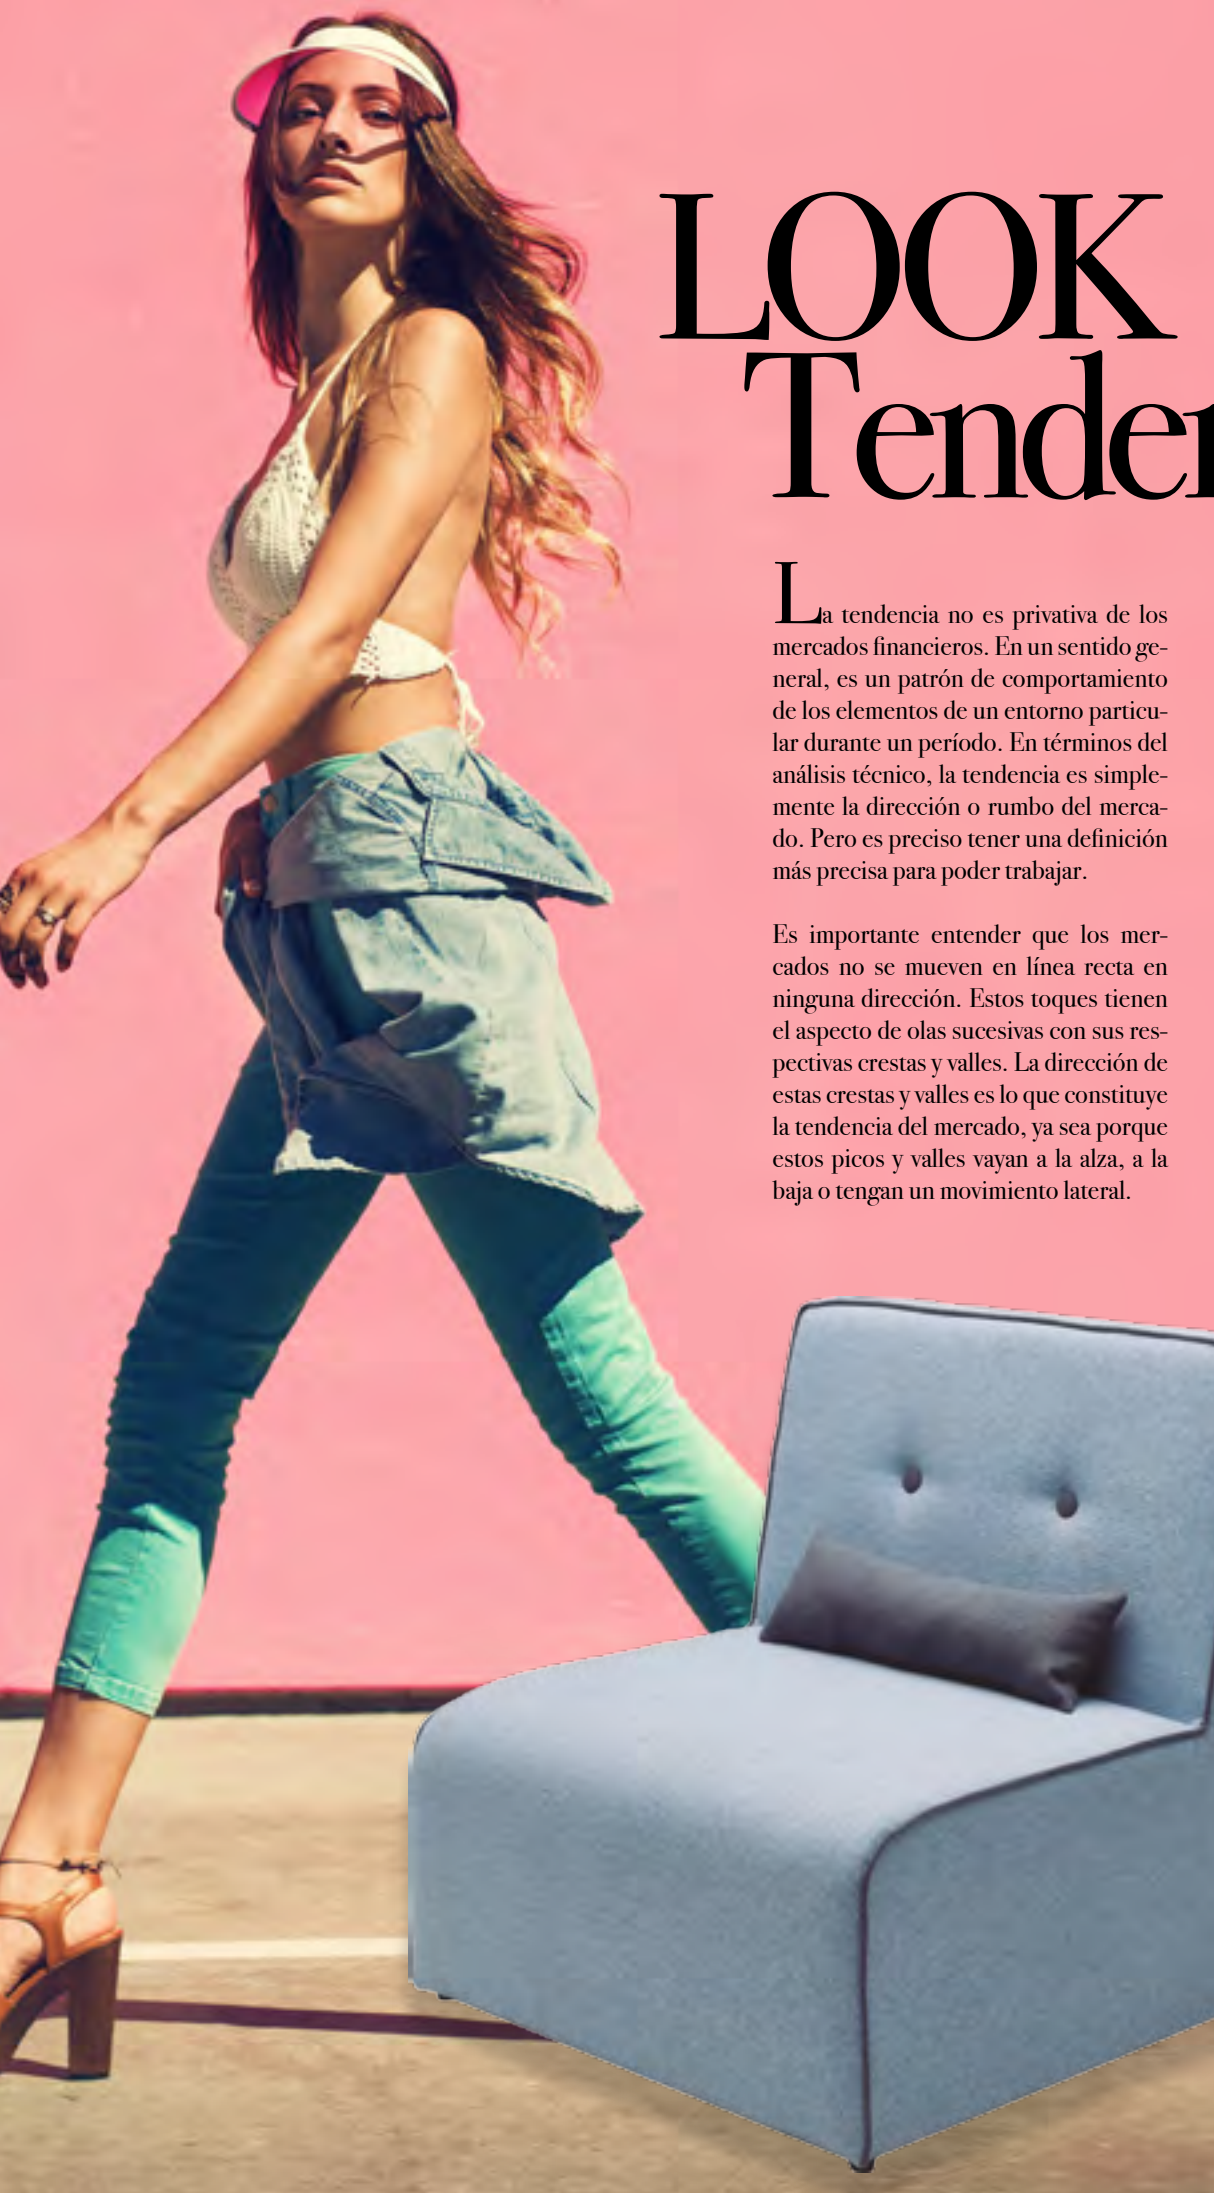 LOOK
Tender
La tendencia no es privativa de los
mercados financieros. En un sentido ge-
neral, es un patrón de comportamiento
de los elementos de un entorno particu-
lar durante un período. En términos del
análisis técnico, la tendencia es simple-
mente la dirección o rumbo del merca-
do. Pero es preciso tener una definición
más precisa para poder trabajar.
Es importante entender que los mer-
cados no se mueven en línea recta en
ninguna dirección. Estos toques tienen
el aspecto de olas sucesivas con sus res-
pectivas crestas y valles. La dirección de
estas crestas y valles es lo que constituye
la tendencia del mercado, ya sea porque
estos picos y valles vayan a la alza, a la
baja o tengan un movimiento lateral.